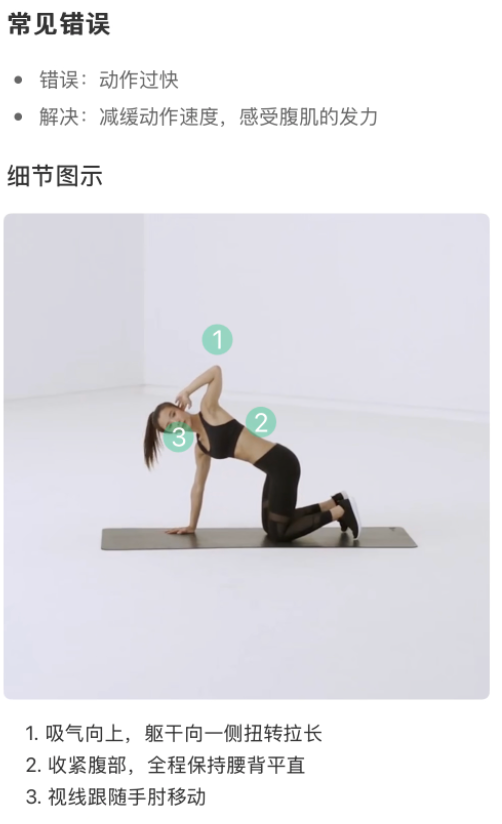 常见错误
错误：动作过快
解决：减缓动作速度，感受腹肌的发力
细节图示
1
2
3
1. 吸气向上，躯干向一侧扭转拉长
2. 收紧腹部，全程保持腰背平直
3. 视线跟随手肘移动